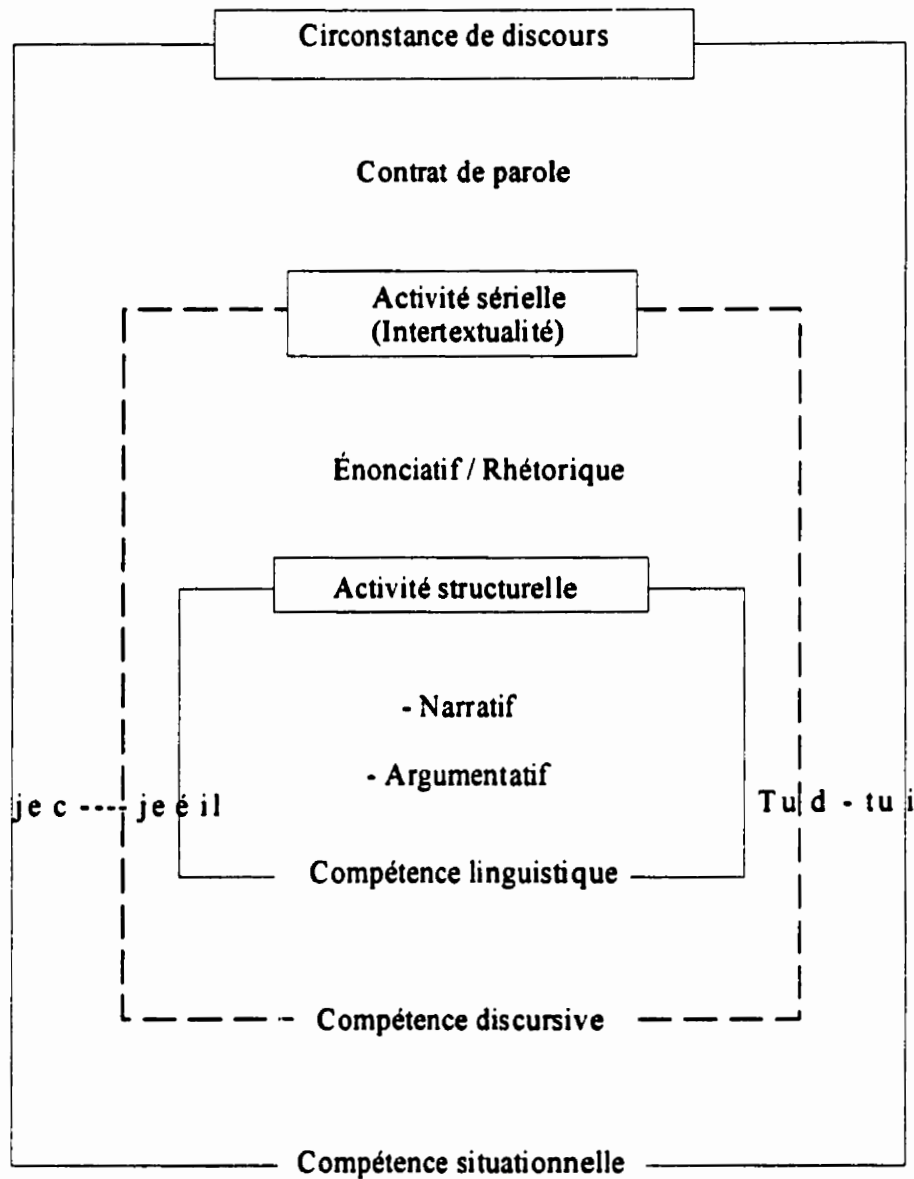 Circonstance de discours
Contrat de parole
Activité sérielle
(Intertextualité)
Énonciatif / Rhétorique
Activité structurelle
- Narratif
- Argumentatif
je c ---- je é il
Tu d - tu i
Compétence linguistique
Compétence discursive
Compétence situationnelle